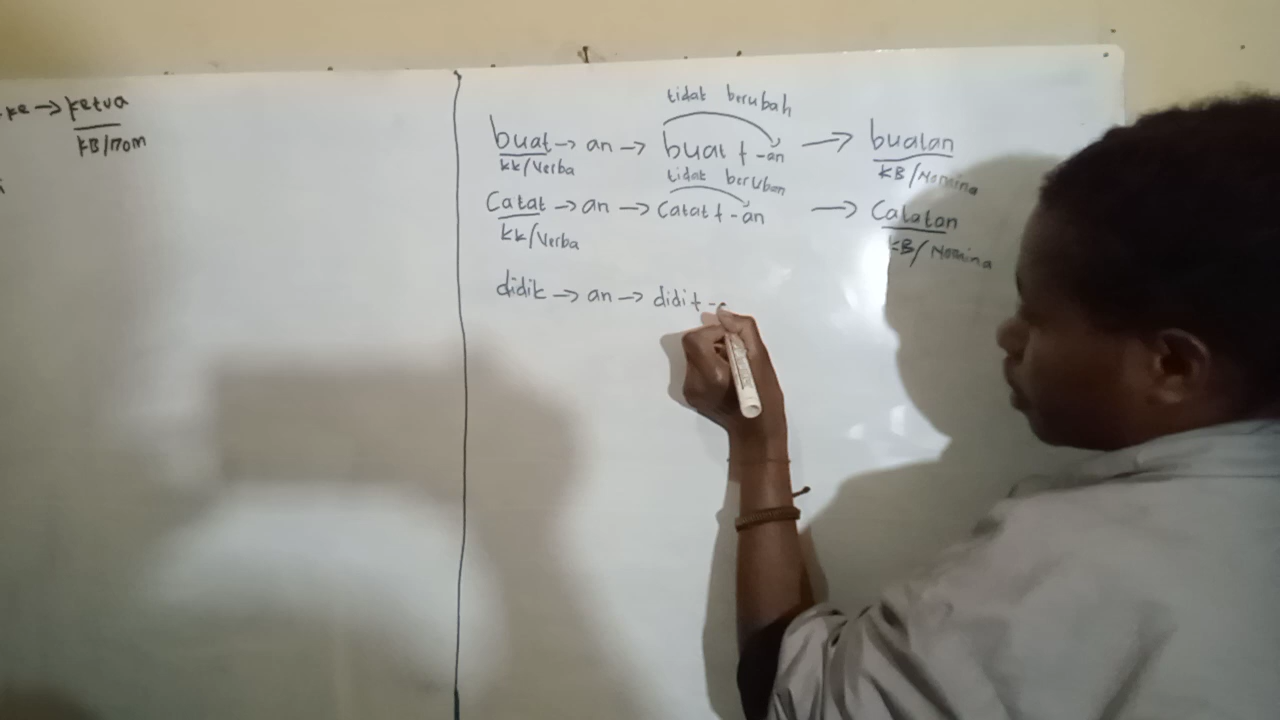 ke → ketua
KB/Nom
tidak berubah
buat → an → buat + -an → buatan
kk/Verba
KB/Nomina
tidak berubah
Catat → an → Catat + -an → Catatan
kk/Verba
KB/Nomina
didik → an → didi + -